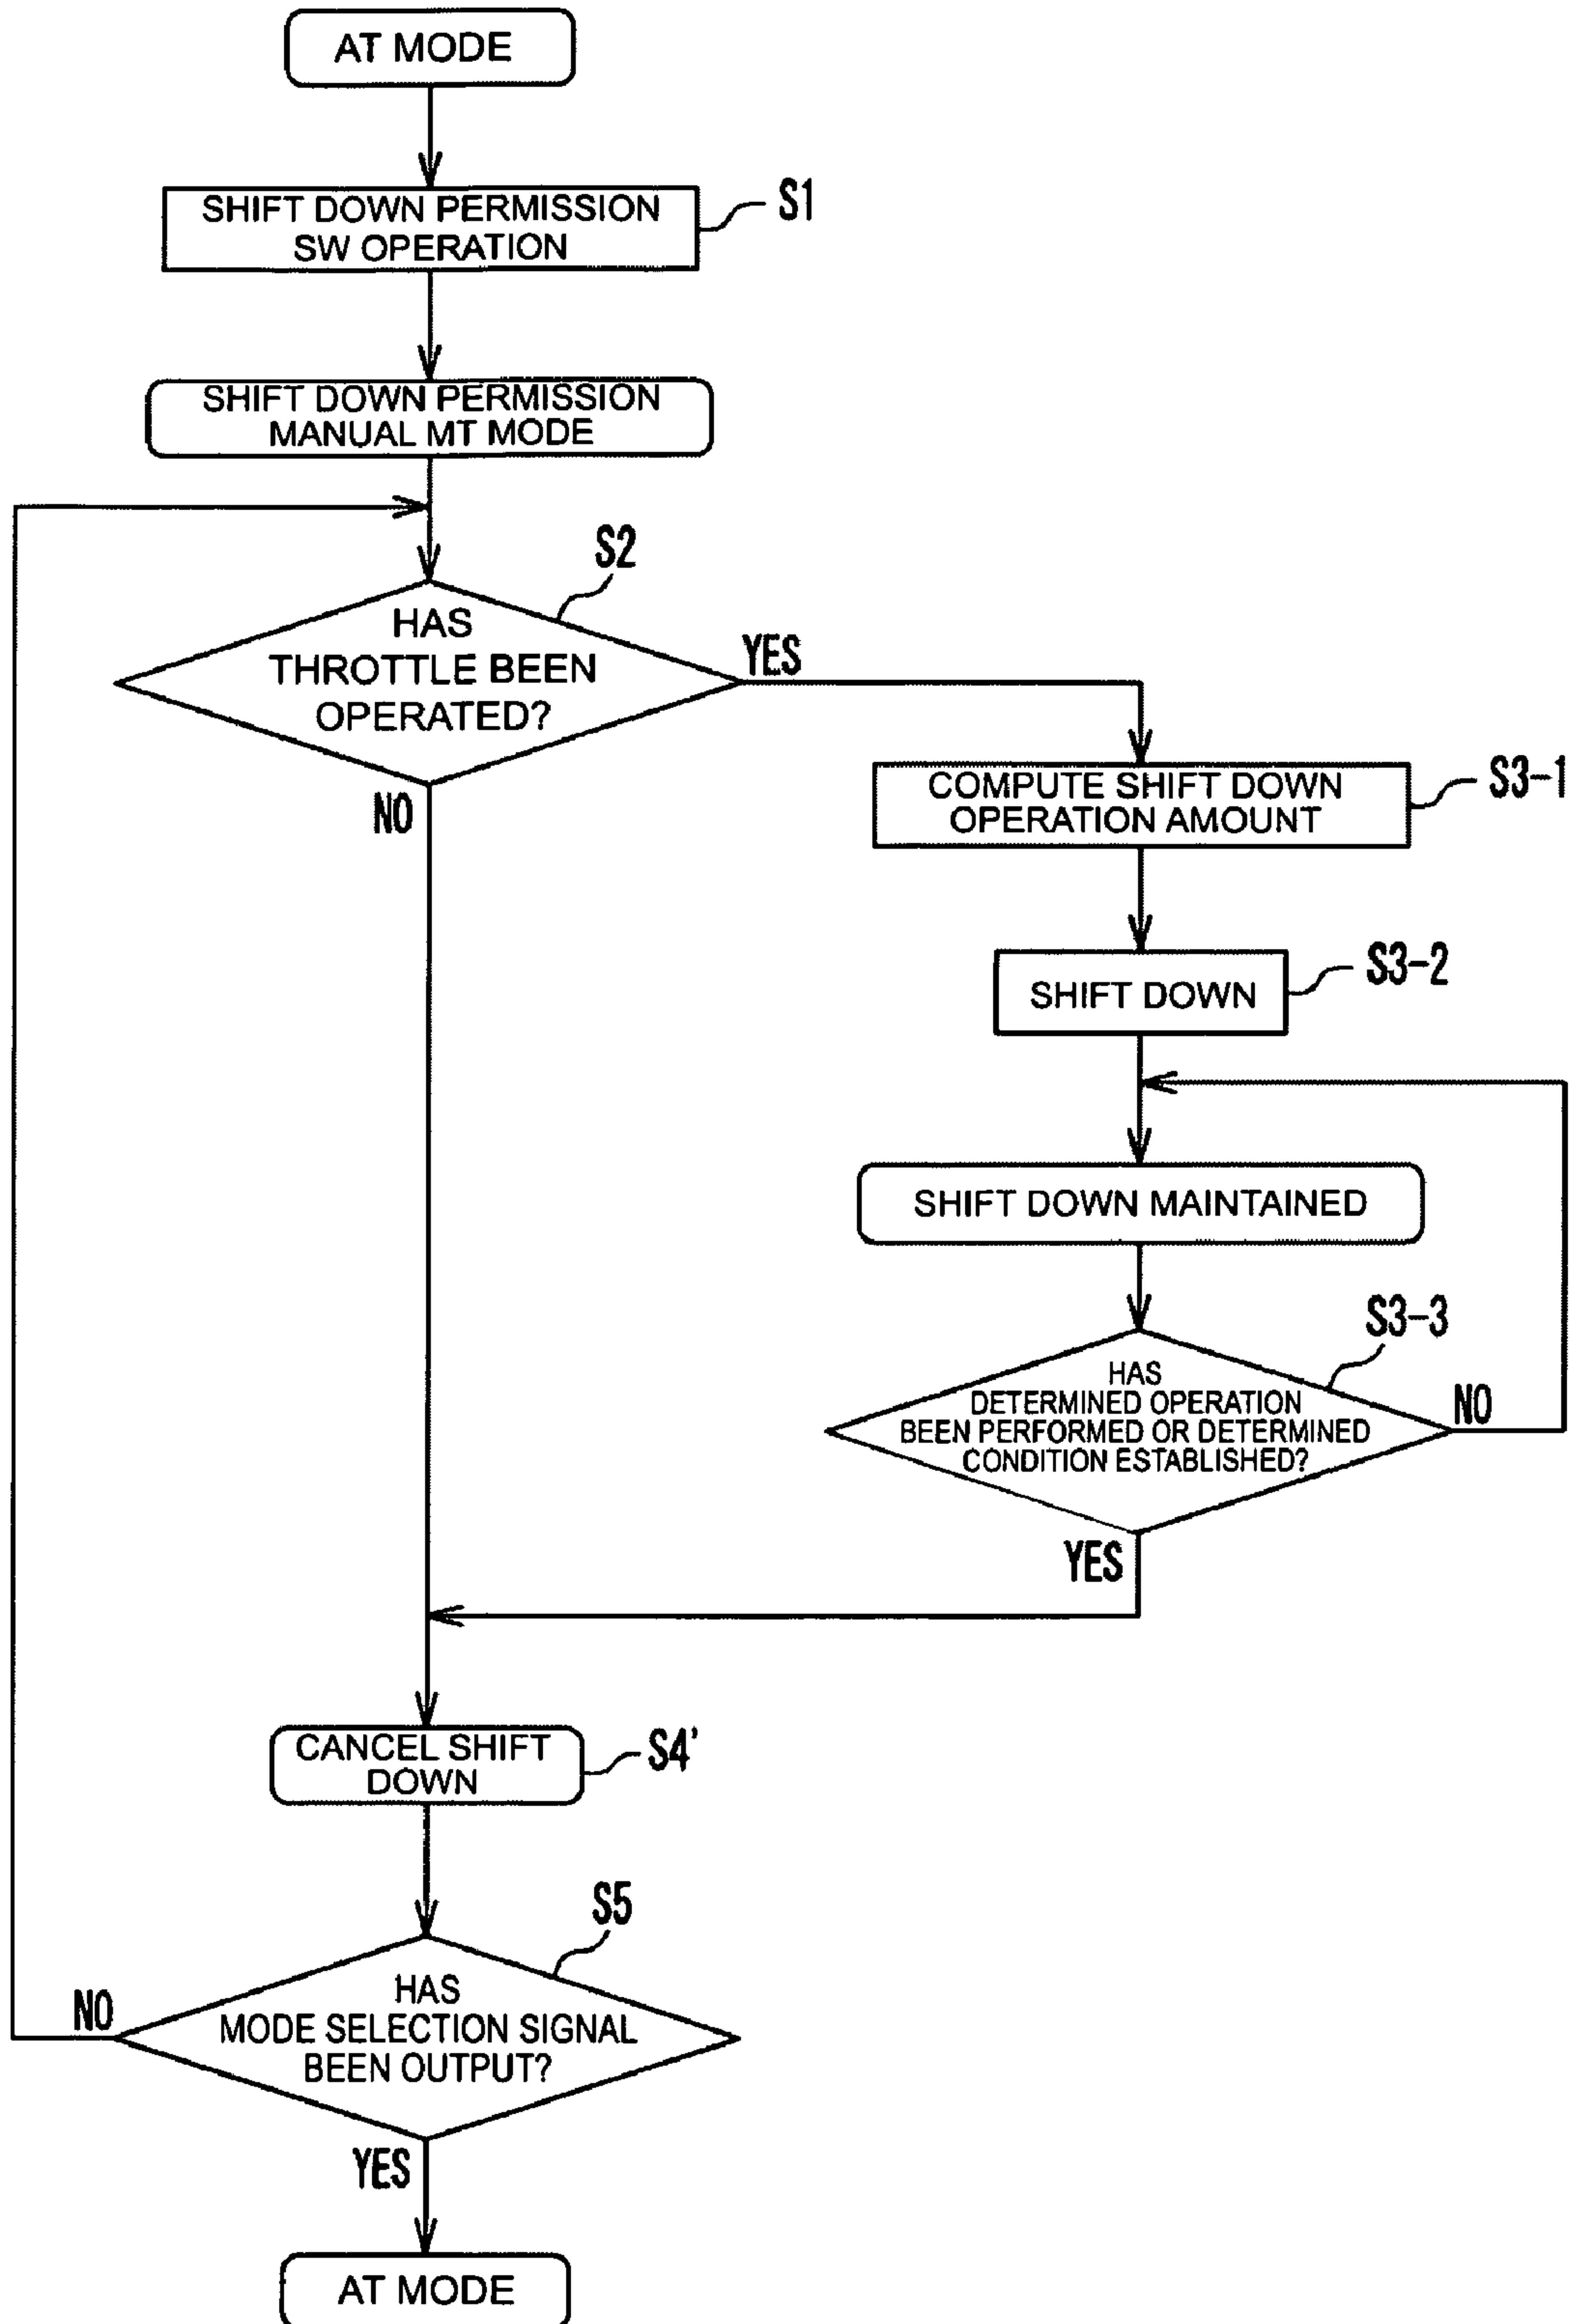 AT MODE
SHIFT DOWN PERMISSION
SW OPERATION
S1
SHIFT DOWN PERMISSION
MANUAL MT MODE
S2
HAS
THROTTLE BEEN
OPERATED?
YES
NO
COMPUTE SHIFT DOWN
OPERATION AMOUNT
S3-1
SHIFT DOWN
S3-2
SHIFT DOWN MAINTAINED
S3-3
HAS
DETERMINED OPERATION
BEEN PERFORMED OR DETERMINED
CONDITION ESTABLISHED?
NO
YES
CANCEL SHIFT
DOWN
S4'
S5
HAS
MODE SELECTION SIGNAL
BEEN OUTPUT?
NO
YES
AT MODE